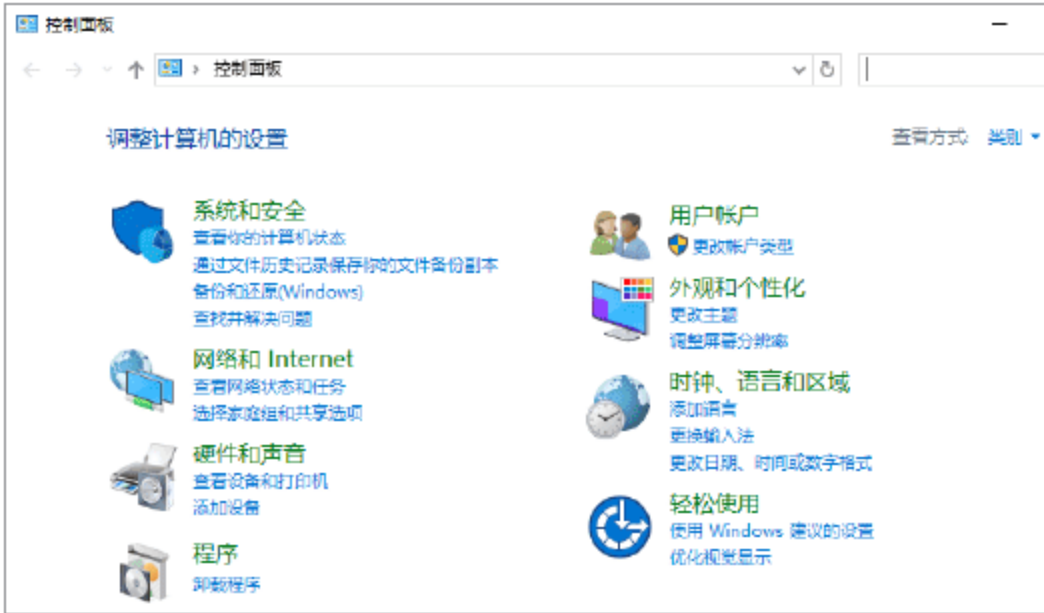 控制面板
控制面板
调整计算机的设置
查看方式: 类别
系统和安全
查看你的计算机状态
通过文件历史记录保存你的文件备份副本
备份和还原(Windows)
查找并解决问题
网络和 Internet
查看网络状态和任务
选择家庭组和共享选项
硬件和声音
查看设备和打印机
添加设备
程序
卸载程序
用户帐户
更改帐户类型
外观和个性化
更改主题
调整屏幕分辨率
时钟、语言和区域
添加语言
更换输入法
更改日期、时间或数字格式
轻松使用
使用 Windows 建议的设置
优化视觉显示